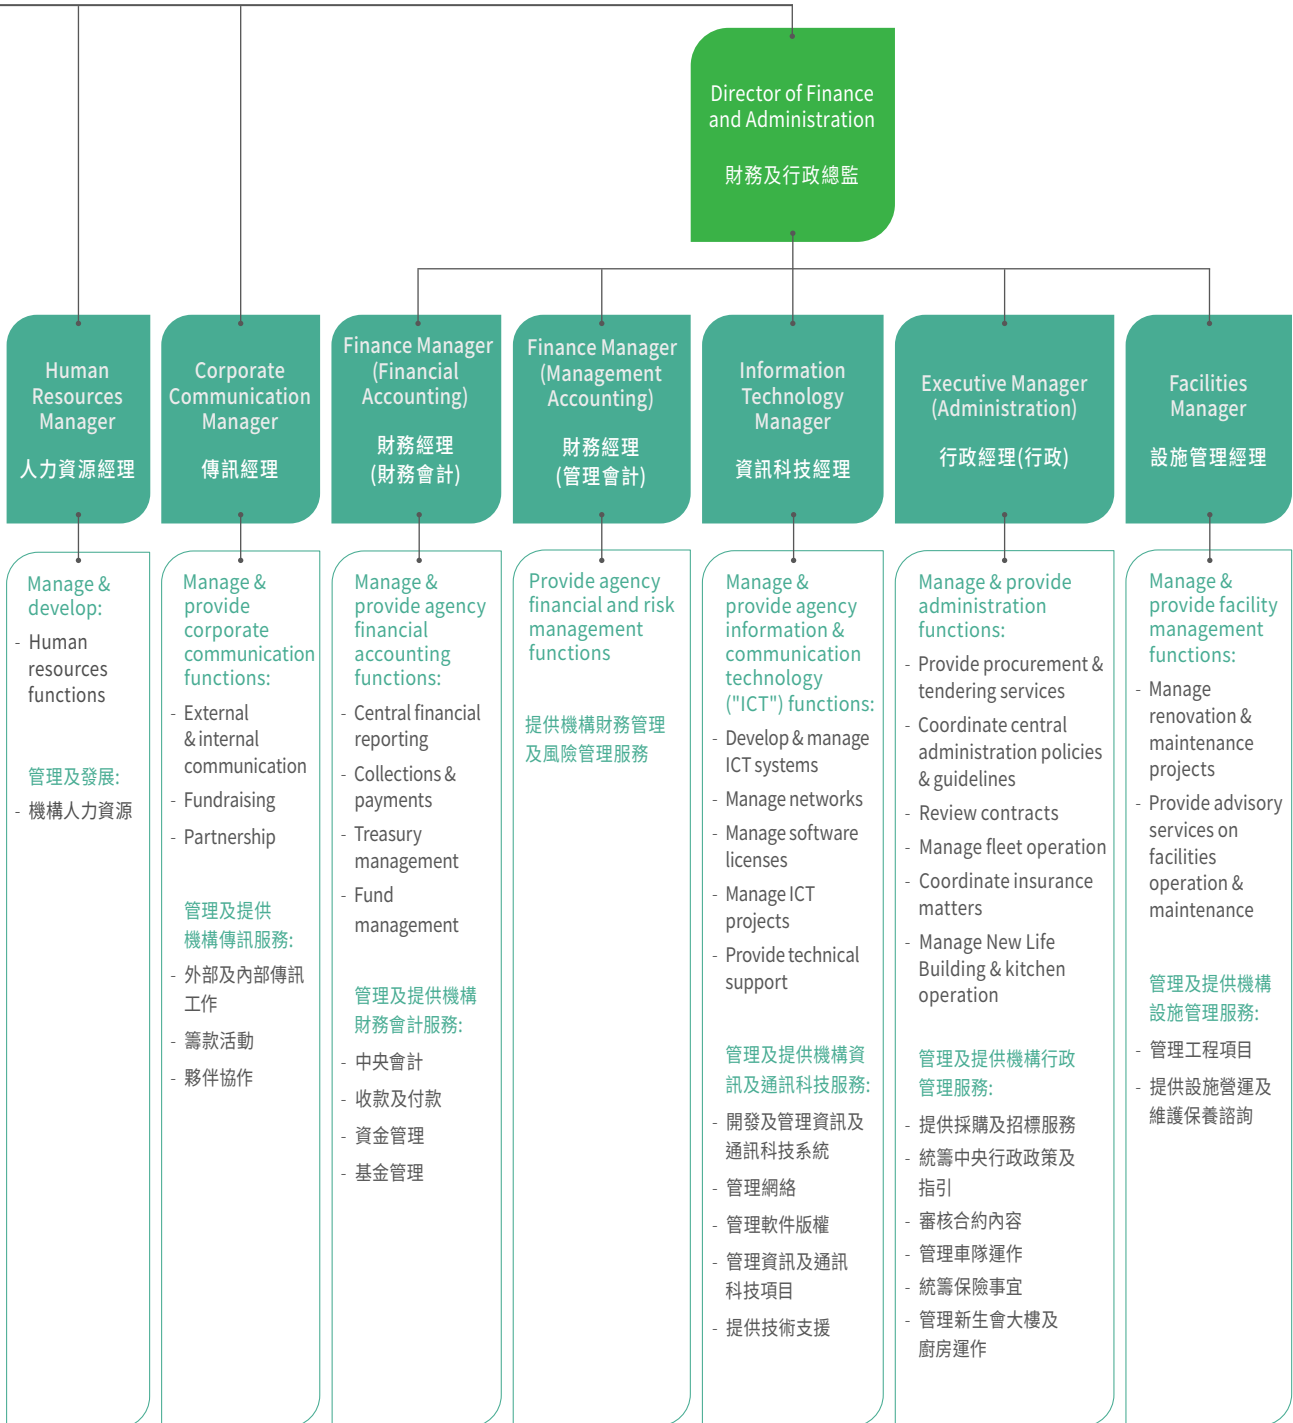 Director of Finance
and Administration
財務及行政總監
Human
Resources
Manager
人力資源經理
Corporate
Communication
Manager
傳訊經理
Finance Manager
(Financial
Accounting)
財務經理
(財務會計)
Finance Manager
(Management
Accounting)
財務經理
(管理會計)
Information
Technology
Manager
資訊科技經理
Executive Manager
(Administration)
行政經理(行政)
Facilities
Manager
設施管理經理
Manage &
develop:
- Human
resources
functions
管理及發展:
- 機構人力資源
Manage &
provide
corporate
communication
functions:
- External
& internal
communication
- Fundraising
- Partnership
管理及提供
機構傳訊服務:
- 外部及內部傳訊
工作
- 籌款活動
- 夥伴協作
Manage &
provide agency
financial
accounting
functions:
- Central financial
reporting
- Collections &
payments
- Treasury
management
- Fund
management
管理及提供機構
財務會計服務:
- 中央會計
- 收款及付款
- 資金管理
- 基金管理
Provide agency
financial and risk
management
functions
提供機構財務管理
及風險管理服務
Manage &
provide agency
information &
communication
technology
("ICT") functions:
- Develop & manage
ICT systems
- Manage networks
- Manage software
licenses
- Manage ICT
projects
- Provide technical
support
管理及提供機構資
訊及通訊科技服務:
- 開發及管理資訊及
通訊科技系統
- 管理網絡
- 管理軟件版權
- 管理資訊及通訊
科技項目
- 提供技術支援
Manage & provide
administration
functions:
- Provide procurement &
tendering services
- Coordinate central
administration policies
& guidelines
- Review contracts
- Manage fleet operation
- Coordinate insurance
matters
- Manage New Life
Building & kitchen
operation
管理及提供機構行政
管理服務:
- 提供採購及招標服務
- 統籌中央行政政策及
指引
- 審核合約內容
- 管理車隊運作
- 統籌保險事宜
- 管理新生會大樓及
廚房運作
Manage &
provide facility
management
functions:
- Manage
renovation &
maintenance
projects
- Provide advisory
services on
facilities
operation &
maintenance
管理及提供機構
設施管理服務:
- 管理工程項目
- 提供設施營運及
維護保養諮詢